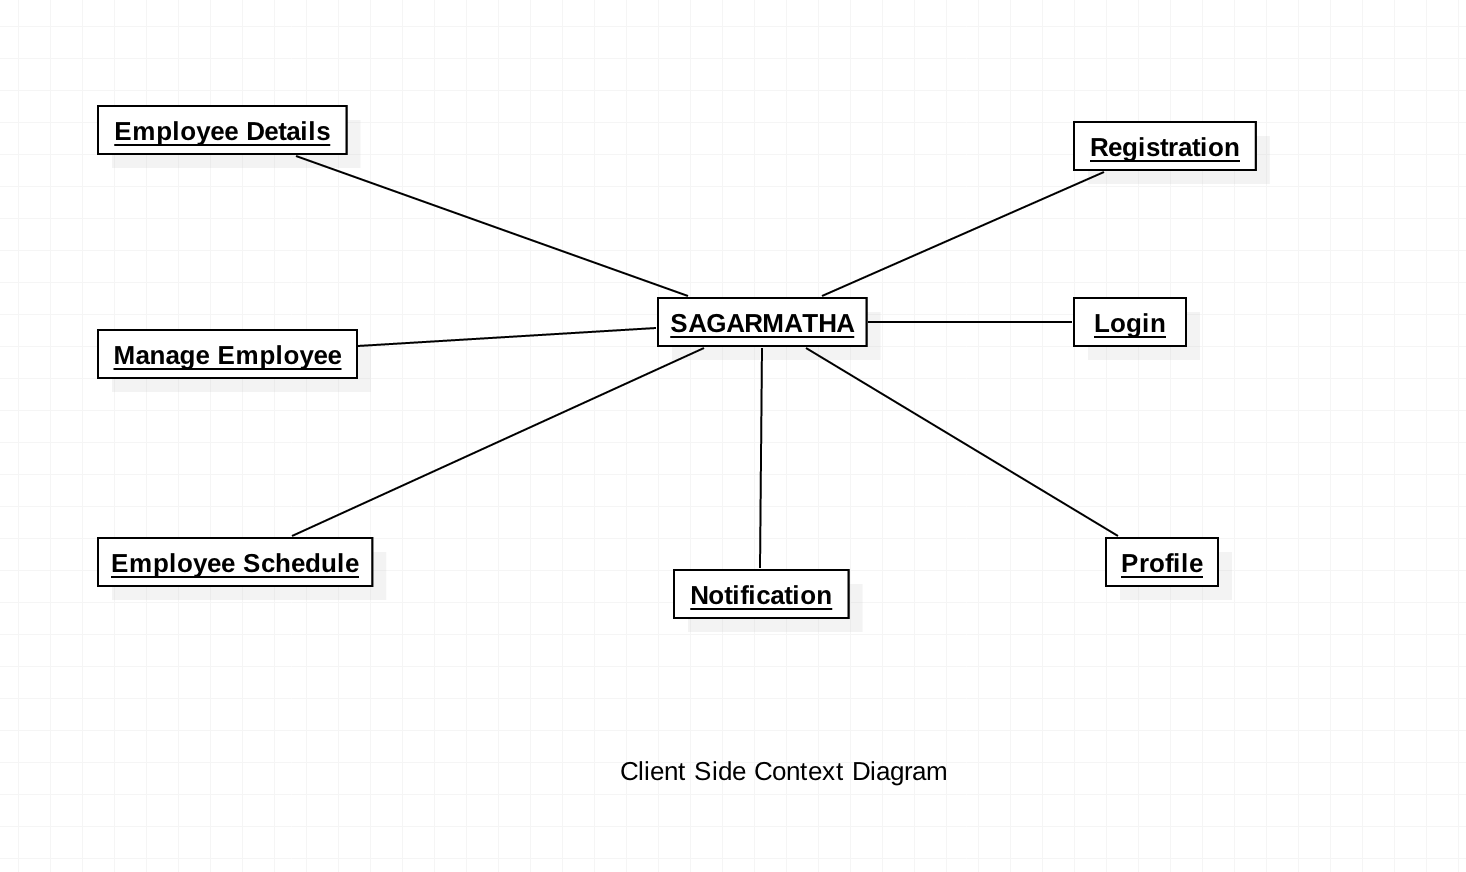 Employee Details
Registration
SAGARMATHA
Login
Manage Employee
Employee Schedule
Profile
Notification
Client Side Context Diagram